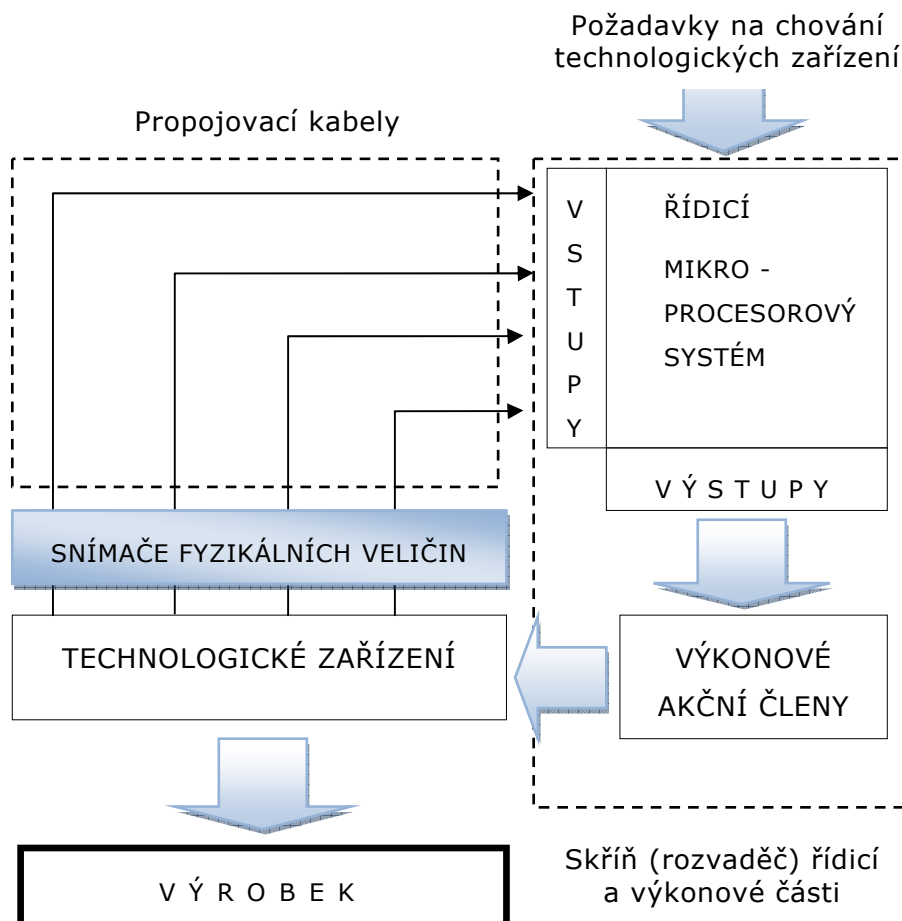 Požadavky na chování
technologických zařízení
Propojovací kabely
V
S
T
U
P
Y
ŘÍDICÍ
MIKRO -
PROCESOROVÝ
SYSTÉM
V Ý S T U P Y
SNÍMAČE FYZIKÁLNÍCH VELIČIN
TECHNOLOGICKÉ ZAŘÍZENÍ
VÝKONOVÉ
AKČNÍ ČLENY
V Ý R O B E K
Skříň (rozvaděč) řídicí
a výkonové části